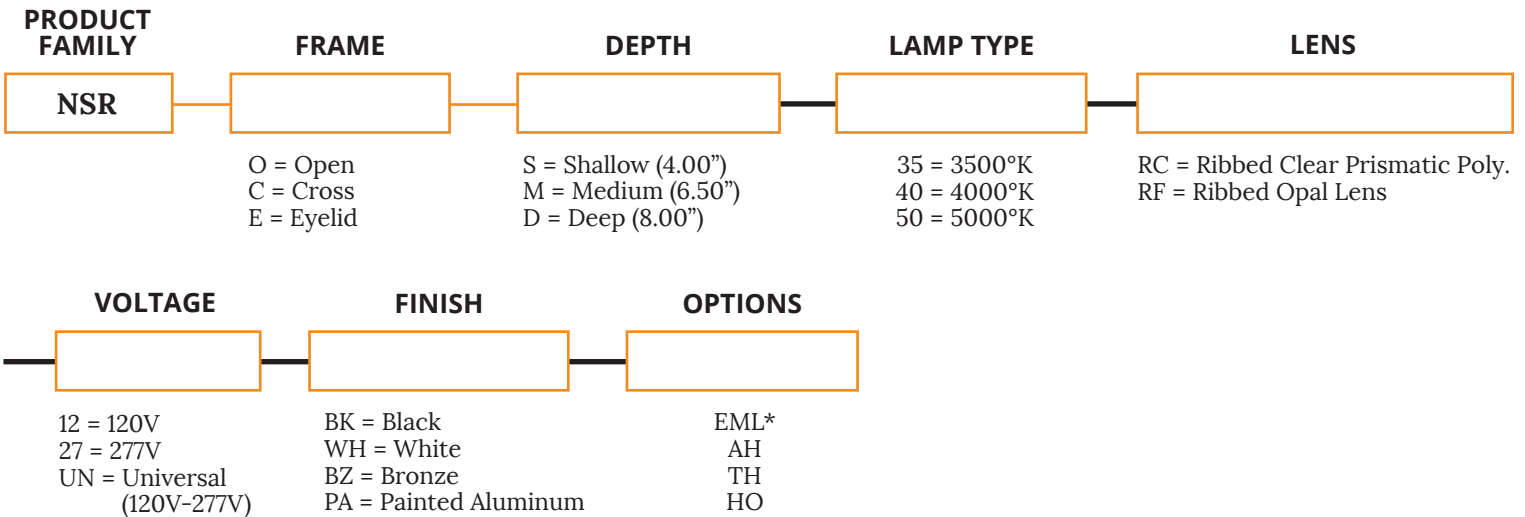 PRODUCT
FAMILY
FRAME
DEPTH
LAMP TYPE
LENS
NSR
O = Open
C = Cross
E = Eyelid
S = Shallow (4.00”)
M = Medium (6.50”)
D = Deep (8.00”)
35 = 3500°K
40 = 4000°K
50 = 5000°K
RC = Ribbed Clear Prismatic Poly.
RF = Ribbed Opal Lens
VOLTAGE
FINISH
OPTIONS
12 = 120V
27 = 277V
UN = Universal
(120V-277V)
BK = Black
WH = White
BZ = Bronze
PA = Painted Aluminum
EML*
AH
TH
HO